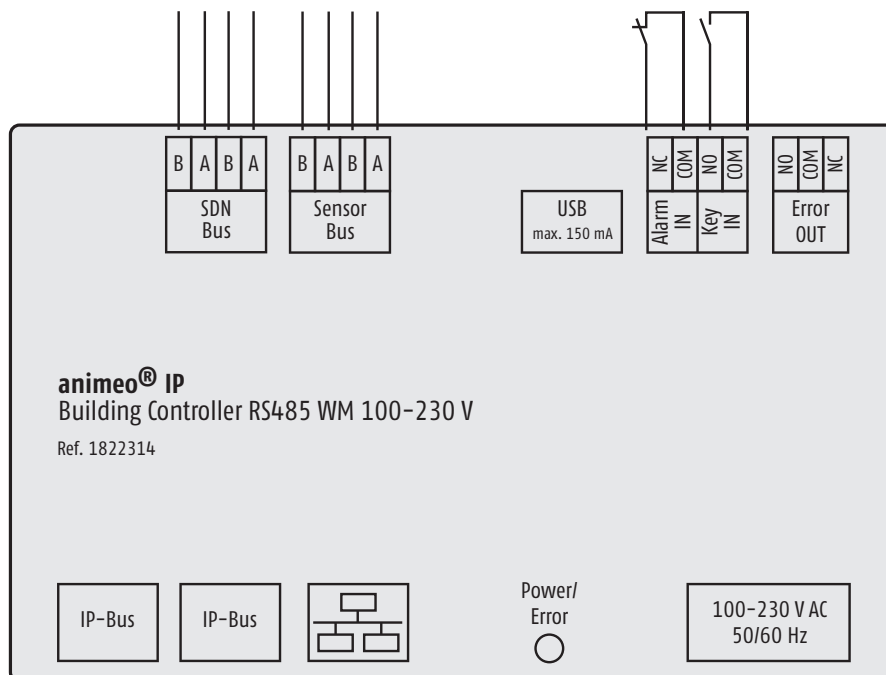 B A B A
SDN
Bus
B A B A
Sensor
Bus
USB
max. 150 mA
NC COM NO COM
Alarm
IN
Key
IN
NO COM NC
Error
OUT
animeo® IP
Building Controller RS485 WM 100-230 V
Ref. 1822314
IP-Bus
IP-Bus
Power/
Error
100-230 V AC
50/60 Hz